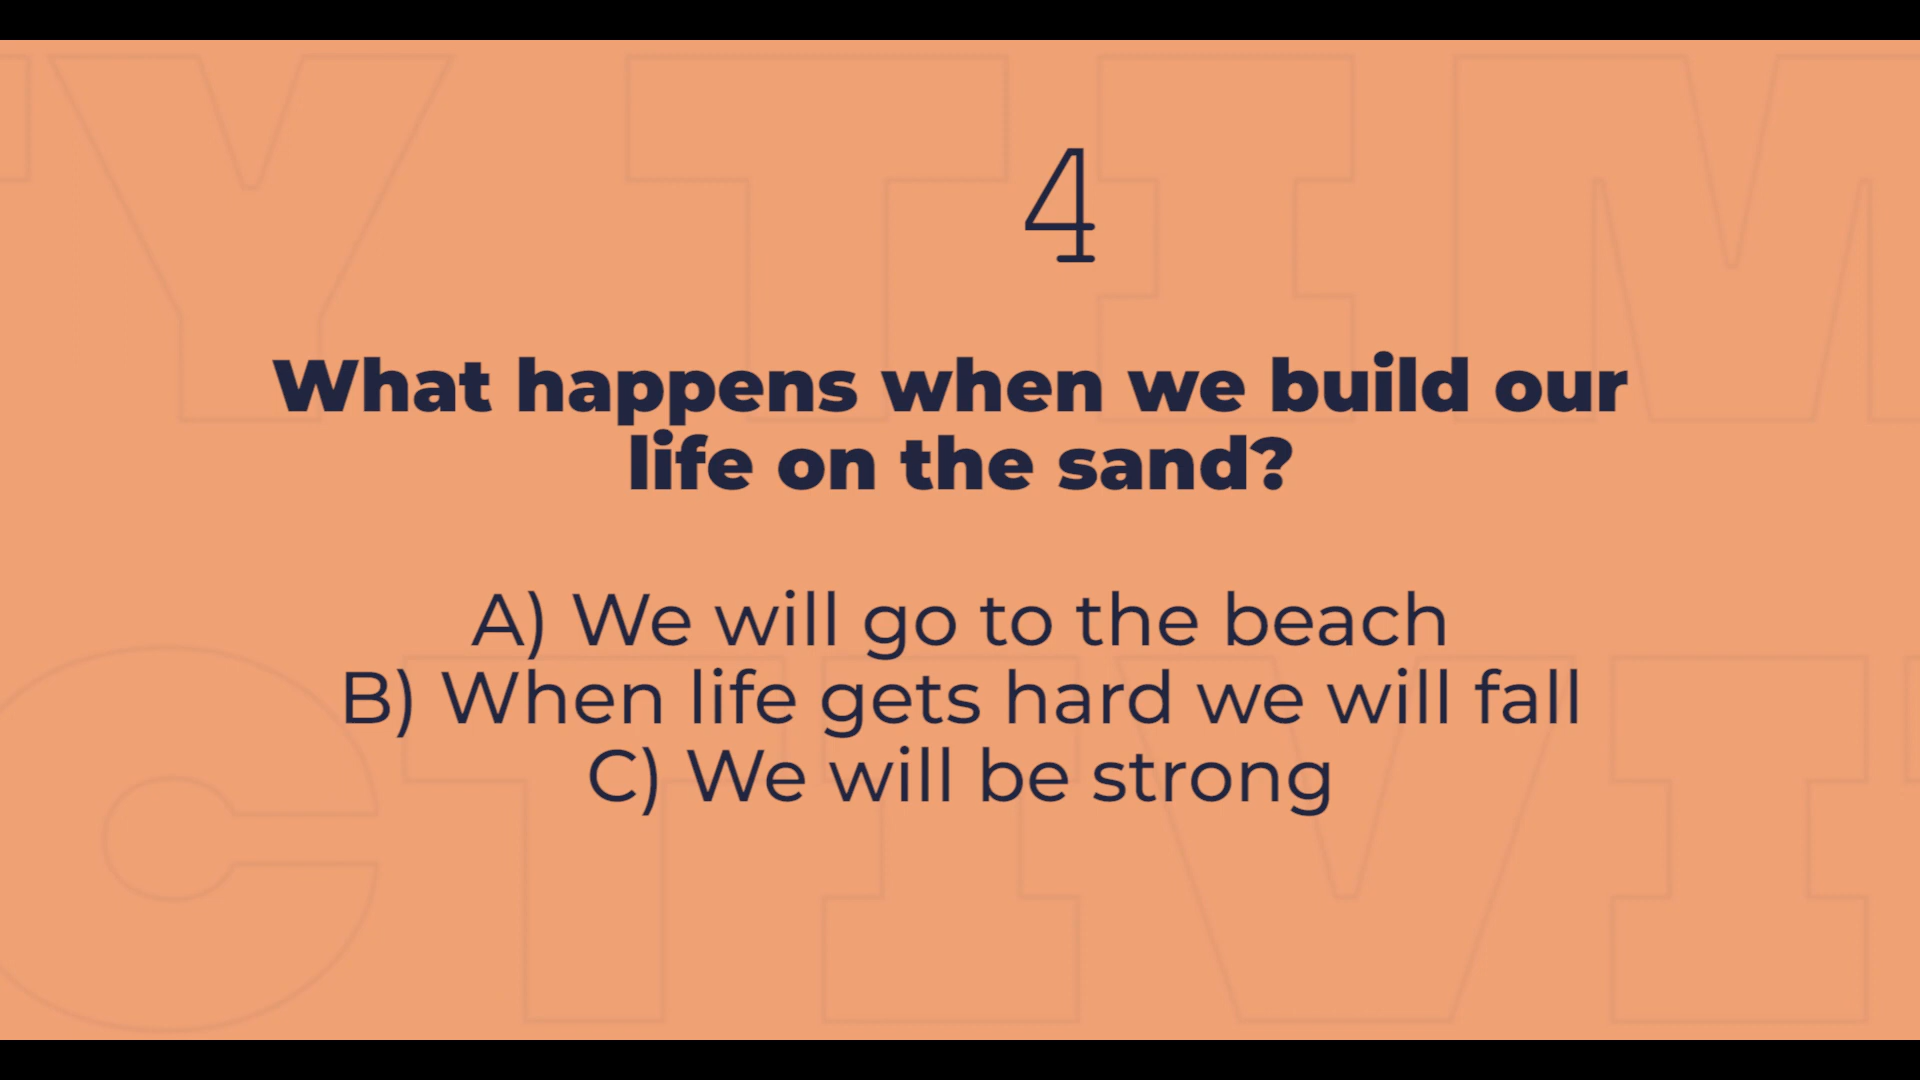 4
What happens when we build our
life on the sand?
A) We will go to the beach
B) When life gets hard we will fall
C) We will be strong